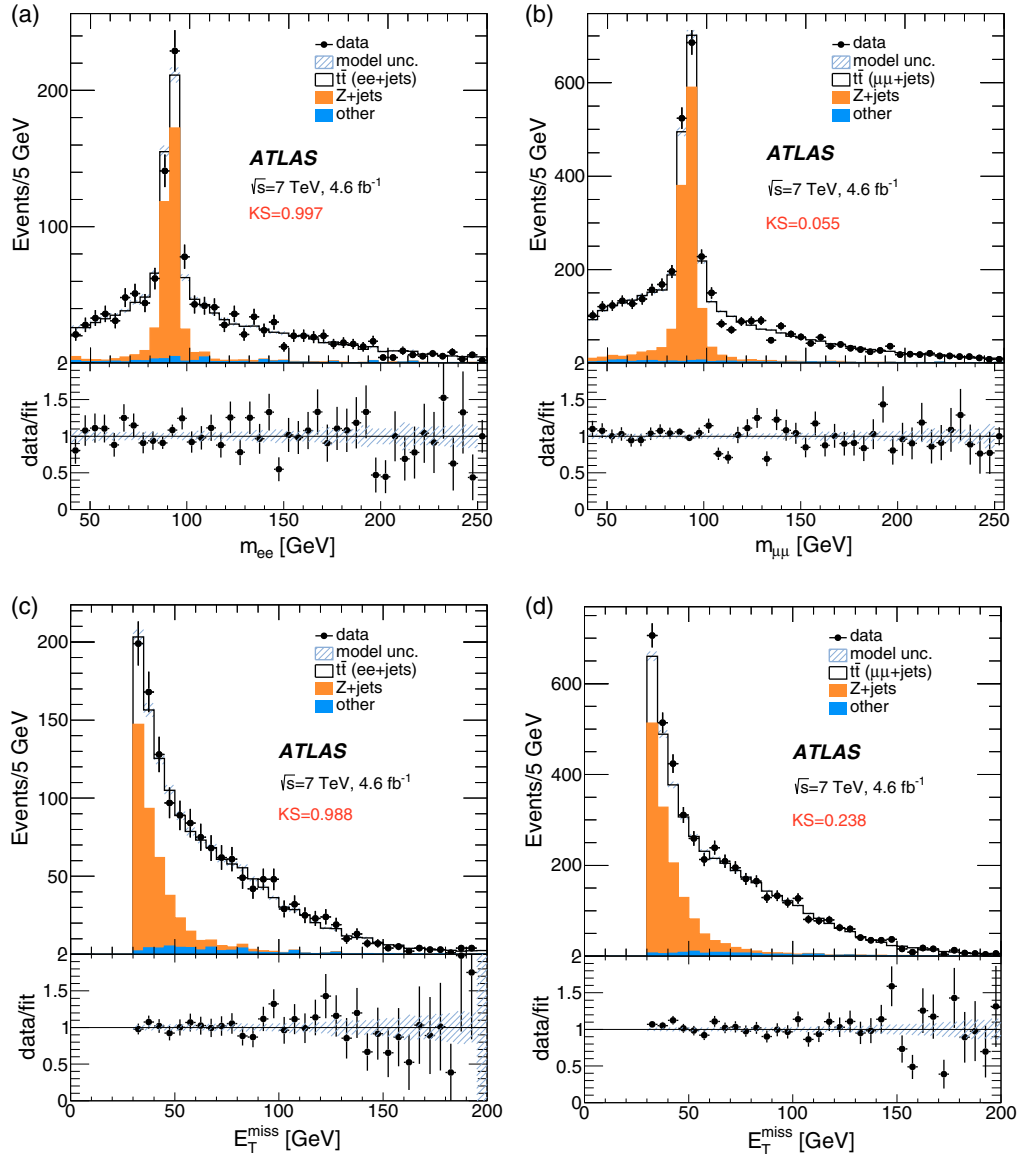 (a)
Events/5 GeV
200
100
data
model unc.
tt̄ (ee+jets)
Z+jets
other
ATLAS
√s=7 TeV, 4.6 fb⁻¹
KS=0.997
data/fit
2
1.5
1
0.5
0
50 100 150 200 250
m_ee [GeV]
(b)
Events/5 GeV
600
400
200
data
model unc.
tt̄ (μμ+jets)
Z+jets
other
ATLAS
√s=7 TeV, 4.6 fb⁻¹
KS=0.055
data/fit
2
1.5
1
0.5
0
50 100 150 200 250
m_μμ [GeV]
(c)
Events/5 GeV
200
150
100
50
data
model unc.
tt̄ (ee+jets)
Z+jets
other
ATLAS
√s=7 TeV, 4.6 fb⁻¹
KS=0.988
data/fit
2
1.5
1
0.5
0
0 50 100 150 200
E_T^miss [GeV]
(d)
Events/5 GeV
600
400
200
data
model unc.
tt̄ (μμ+jets)
Z+jets
other
ATLAS
√s=7 TeV, 4.6 fb⁻¹
KS=0.238
data/fit
2
1.5
1
0.5
0
0 50 100 150 200
E_T^miss [GeV]